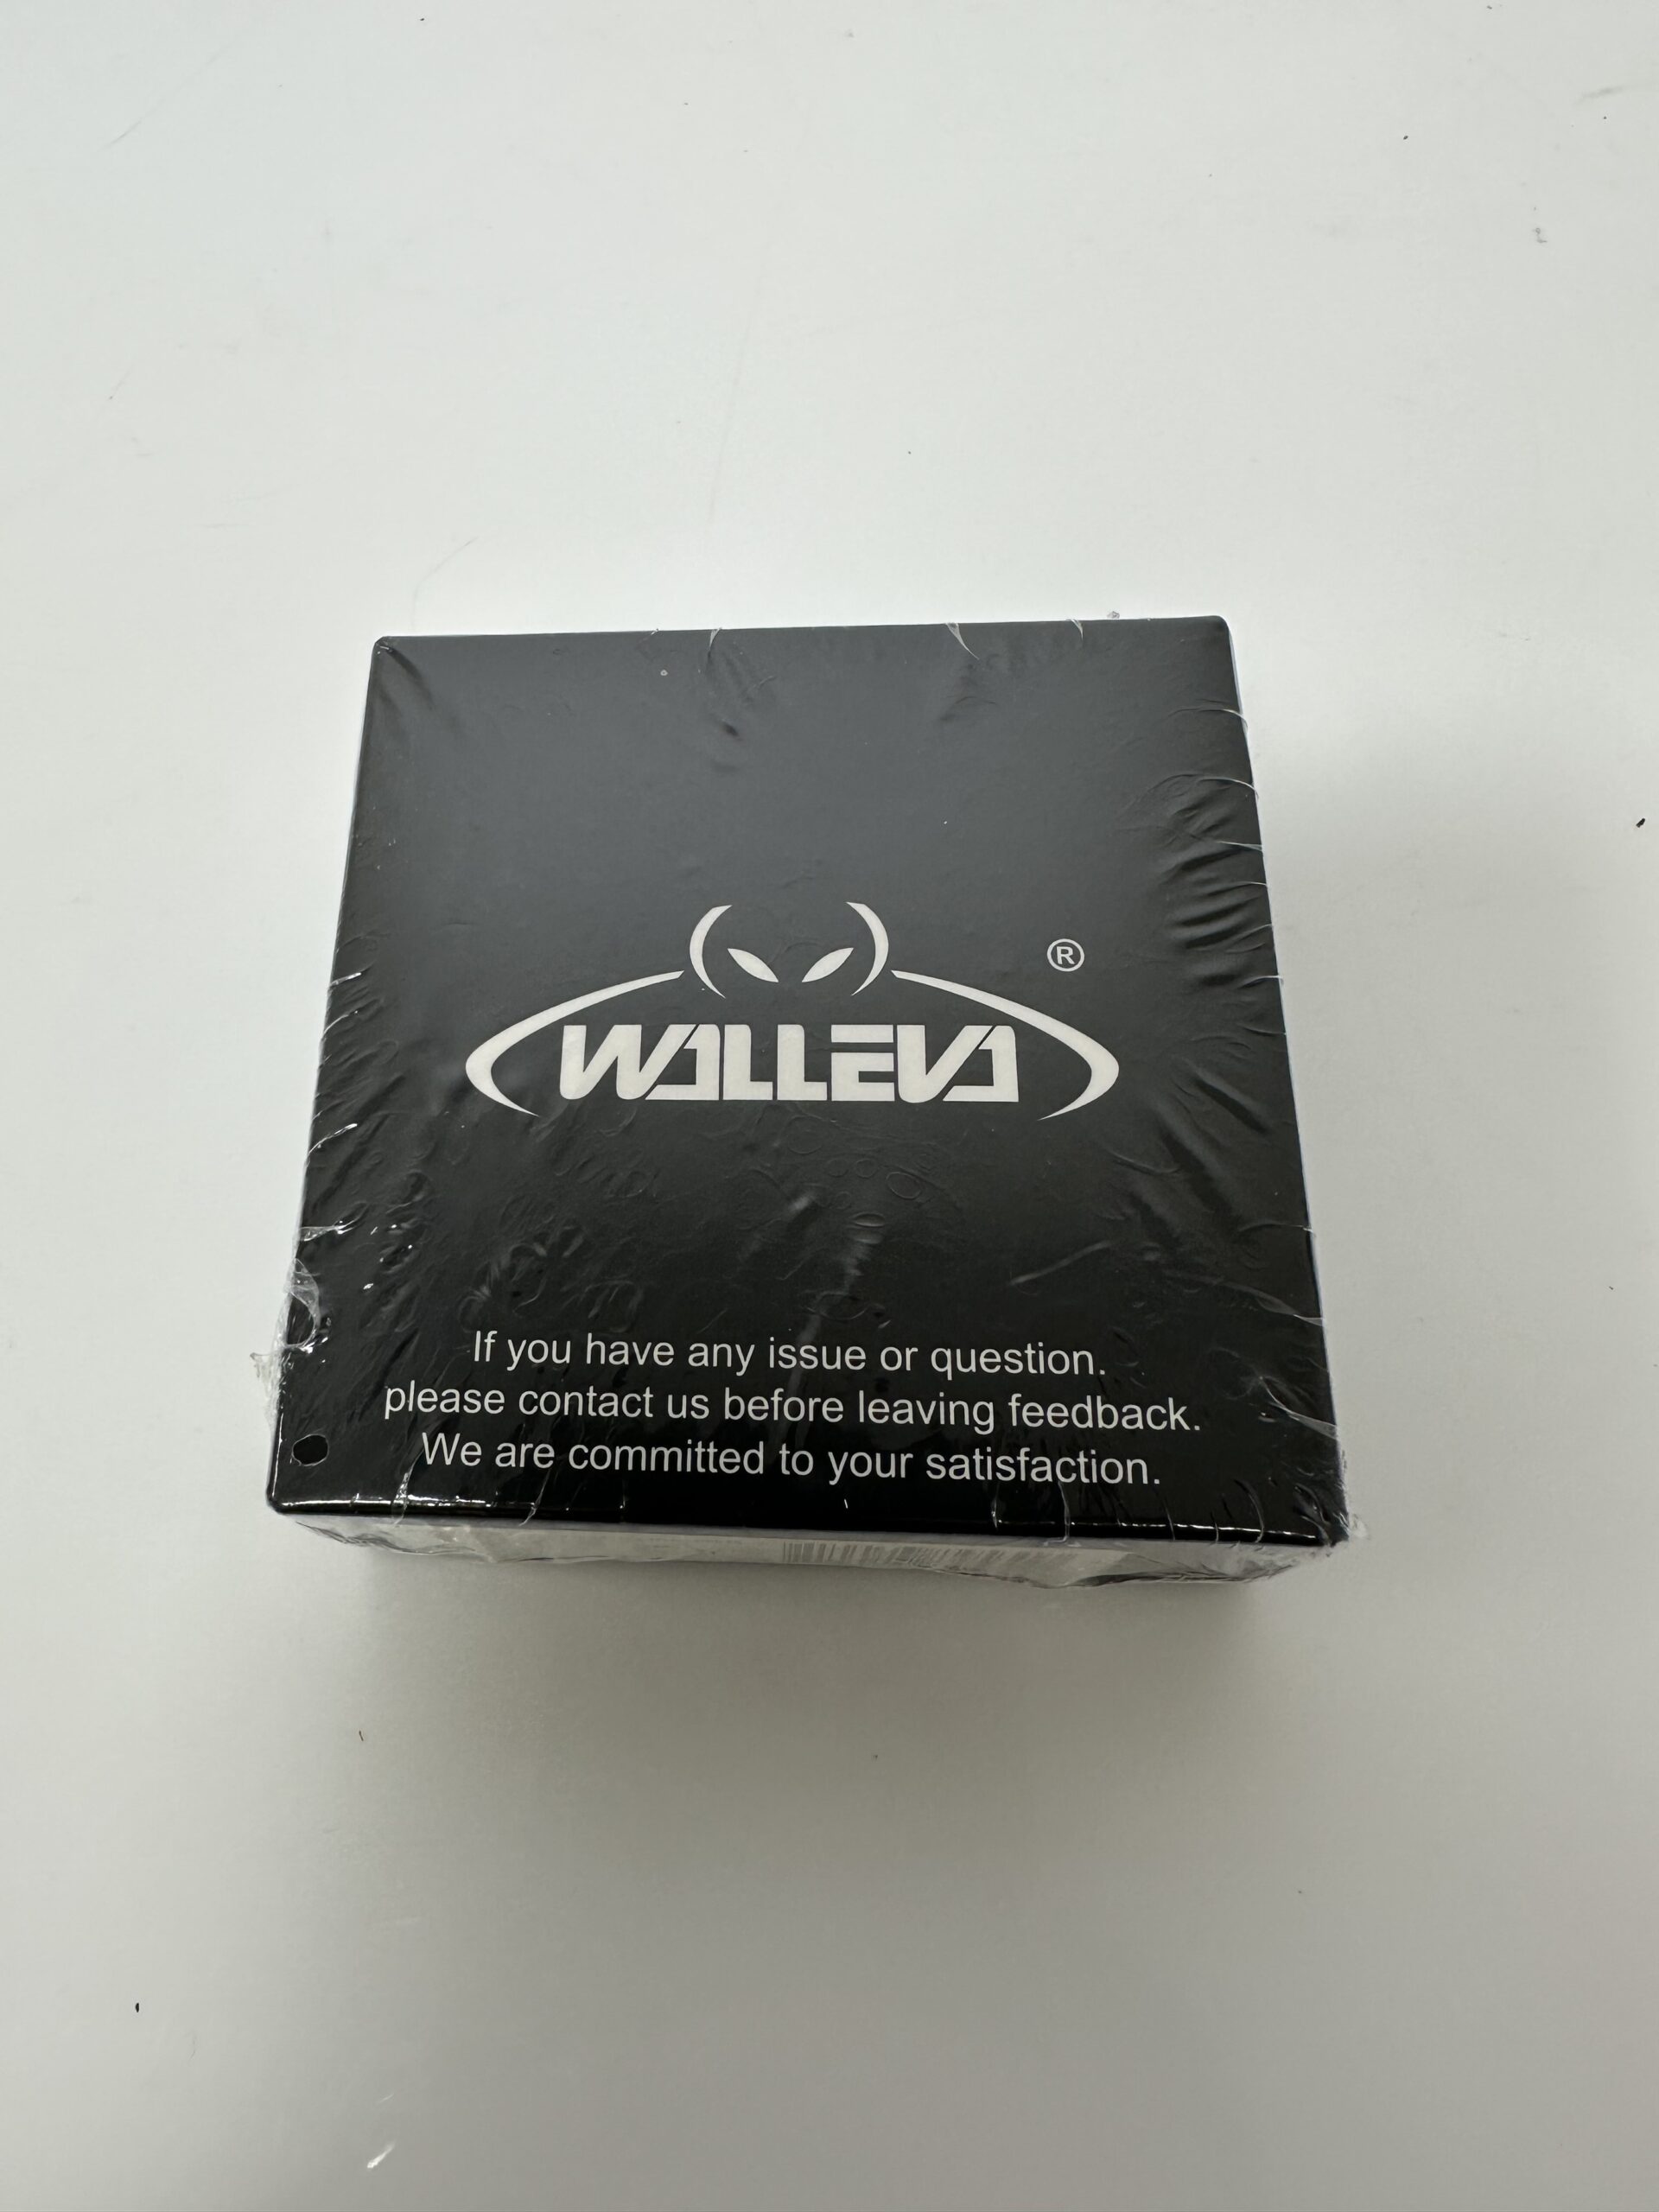 WALLEVA ®
If you have any issue or question.
please contact us before leaving feedback.
We are committed to your satisfaction.